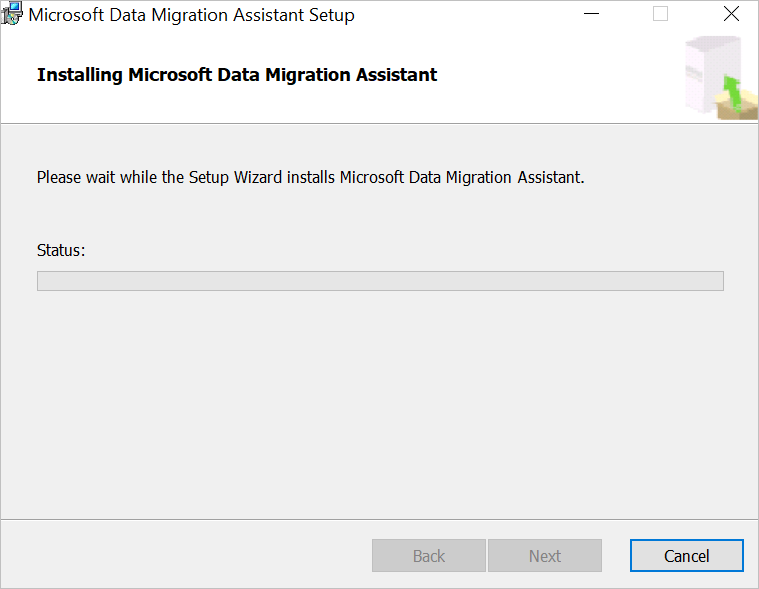 Microsoft Data Migration Assistant Setup
Installing Microsoft Data Migration Assistant
Please wait while the Setup Wizard installs Microsoft Data Migration Assistant.
Status:
Back Next Cancel